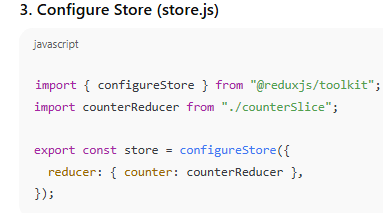 3. Configure Store (store.js)
javascript
import { configureStore } from "@reduxjs/toolkit";
import counterReducer from "./counterSlice";
export const store = configureStore({
  reducer: { counter: counterReducer },
});